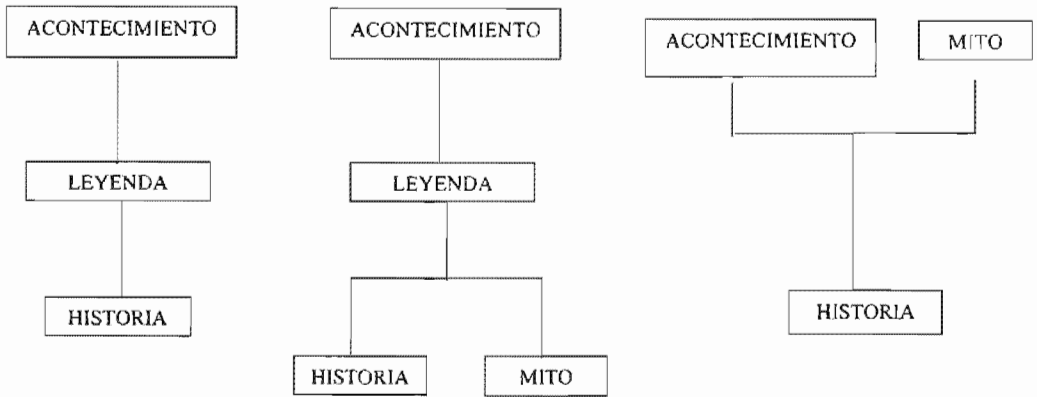 ACONTECIMIENTO
LEYENDA
HISTORIA
ACONTECIMIENTO
LEYENDA
HISTORIA
MITO
ACONTECIMIENTO
MITO
HISTORIA